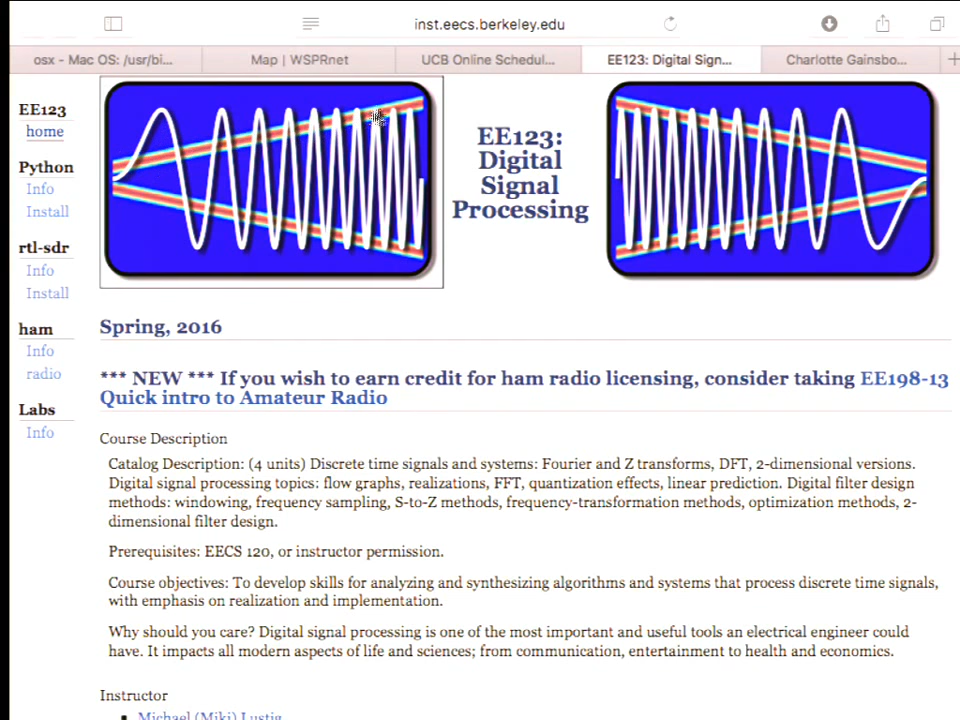 inst.eecs.berkeley.edu
osx - Mac OS: /usr/bi...
Map | WSPRnet
UCB Online Schedul...
EE123: Digital Sign...
Charlotte Gainsbo...
EE123
home
Python
Info
Install
rtl-sdr
Info
Install
ham
Info
radio
Labs
Info
EE123:
Digital
Signal
Processing
Spring, 2016
*** NEW *** If you wish to earn credit for ham radio licensing, consider taking EE198-13
Quick intro to Amateur Radio
Course Description
Catalog Description: (4 units) Discrete time signals and systems: Fourier and Z transforms, DFT, 2-dimensional versions.
Digital signal processing topics: flow graphs, realizations, FFT, quantization effects, linear prediction. Digital filter design
methods: windowing, frequency sampling, S-to-Z methods, frequency-transformation methods, optimization methods, 2-
dimensional filter design.
Prerequisites: EECS 120, or instructor permission.
Course objectives: To develop skills for analyzing and synthesizing algorithms and systems that process discrete time signals,
with emphasis on realization and implementation.
Why should you care? Digital signal processing is one of the most important and useful tools an electrical engineer could
have. It impacts all modern aspects of life and sciences; from communication, entertainment to health and economics.
Instructor
Michael (Miki) Lustig